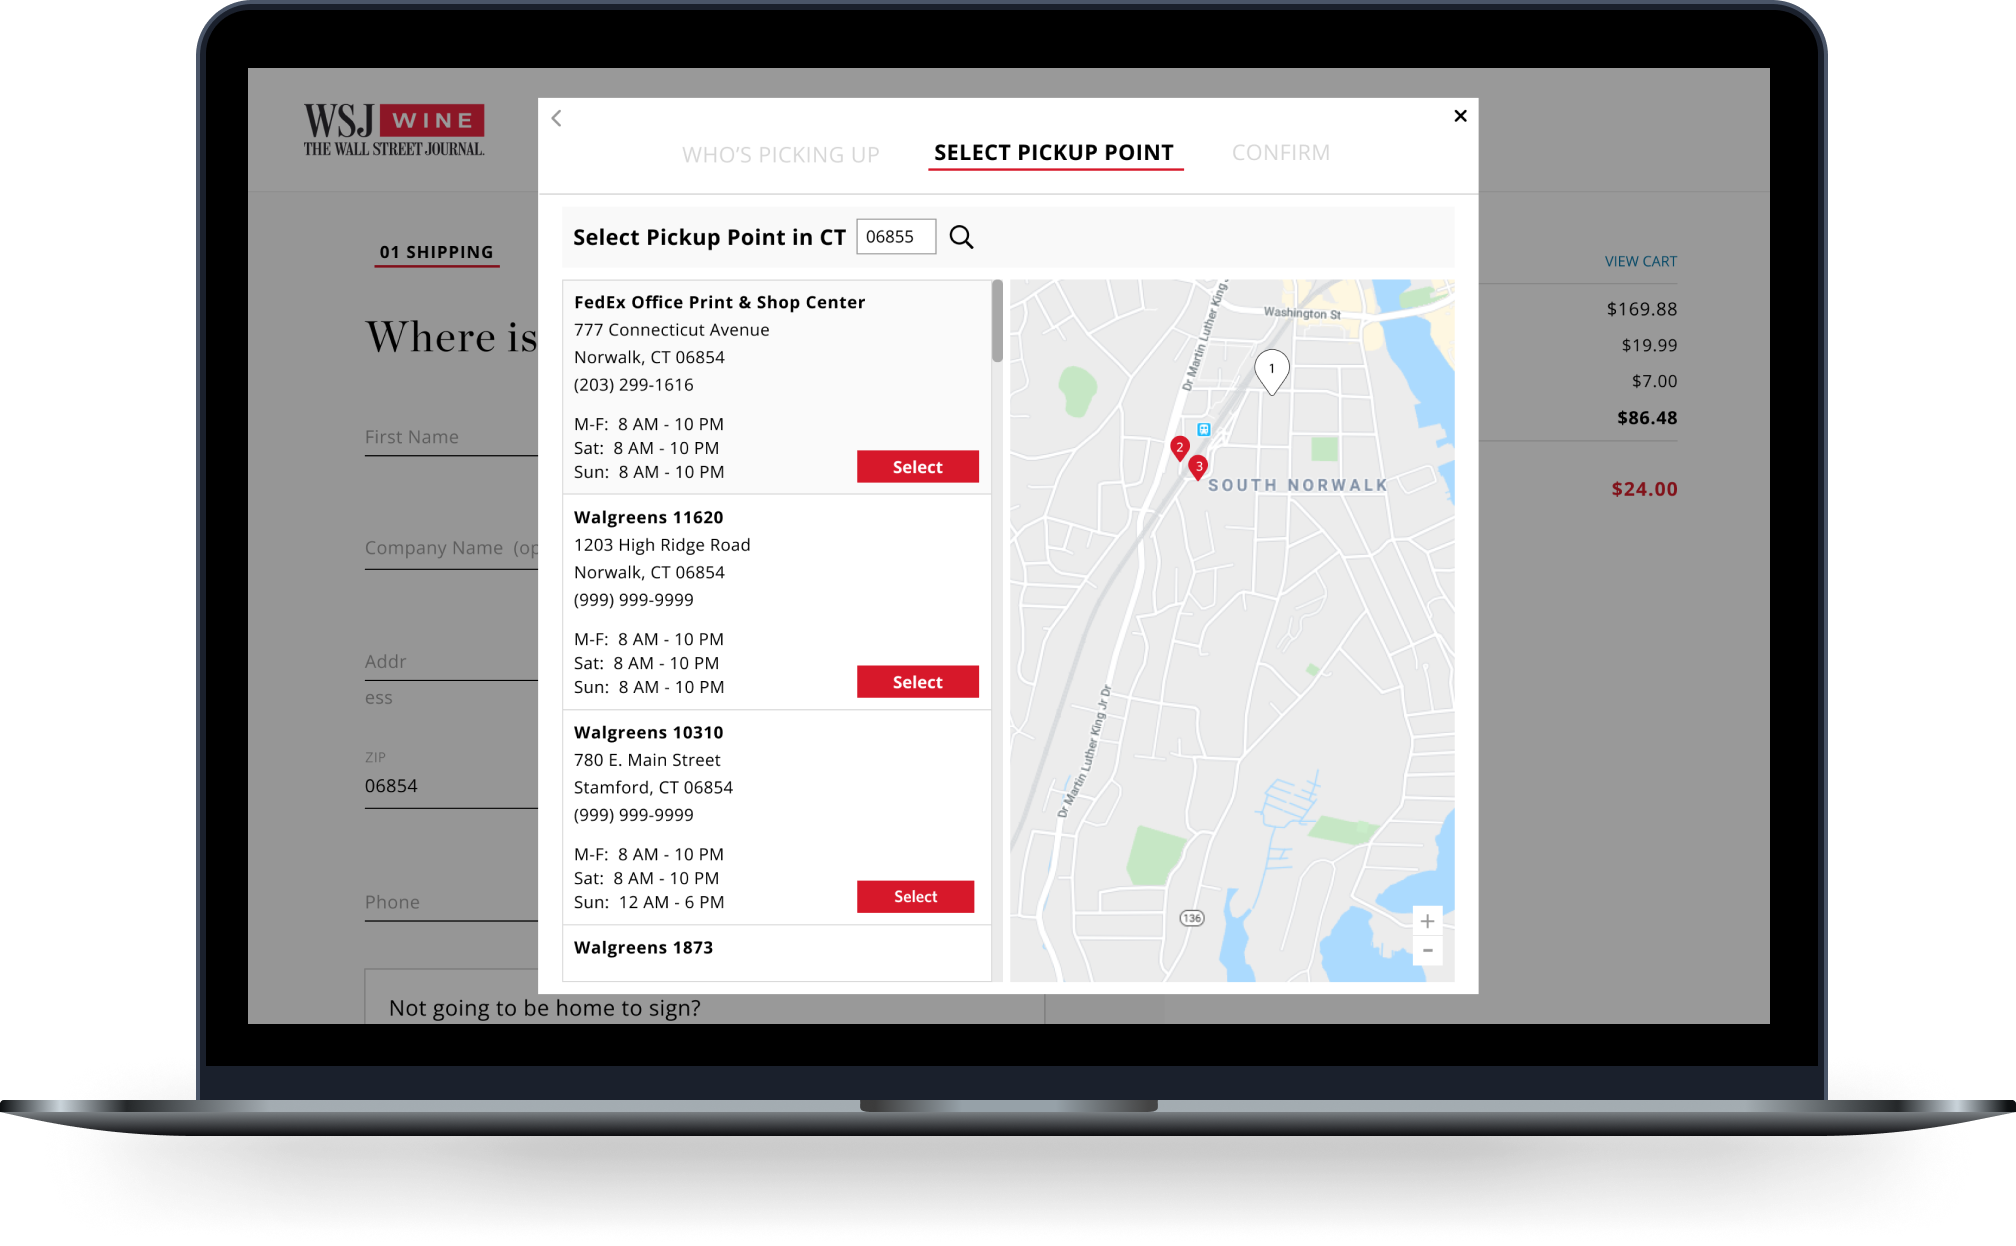 WSJ WINE
THE WALL STREET JOURNAL.
WHO'S PICKING UP
SELECT PICKUP POINT
CONFIRM
01 SHIPPING
Where is
First Name
Company Name (op
Addr
ess
ZIP
06854
Phone
Not going to be home to sign?
Select Pickup Point in CT
06855
FedEx Office Print & Shop Center
777 Connecticut Avenue
Norwalk, CT 06854
(203) 299-1616
M-F: 8 AM - 10 PM
Sat: 8 AM - 10 PM
Sun: 8 AM - 10 PM
Select
Walgreens 11620
1203 High Ridge Road
Norwalk, CT 06854
(999) 999-9999
M-F: 8 AM - 10 PM
Sat: 8 AM - 10 PM
Sun: 8 AM - 10 PM
Select
Walgreens 10310
780 E. Main Street
Stamford, CT 06854
(999) 999-9999
M-F: 8 AM - 10 PM
Sat: 8 AM - 10 PM
Sun: 12 AM - 6 PM
Select
Walgreens 1873
Dr Martin Luther King J
Washington St
1
2
3
SOUTH NORWALK
Dr Martin Luther King Jr Dr
136
+
-
VIEW CART
$169.88
$19.99
$7.00
$86.48
$24.00